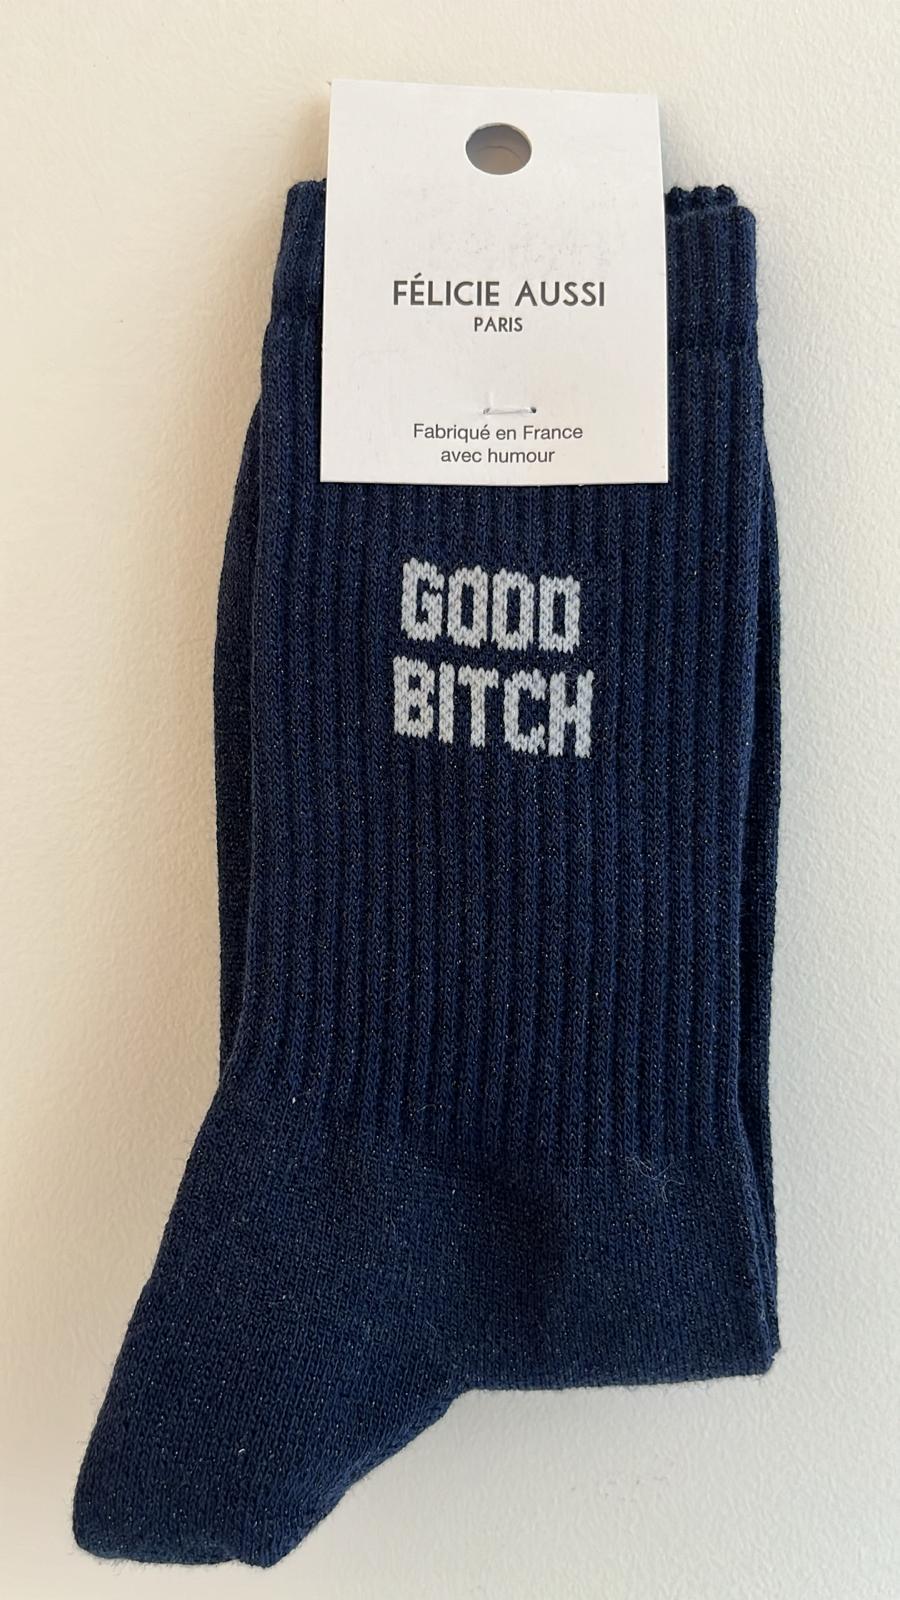 FÉLICIE AUSSI
PARIS
Fabriqué en France
avec humour
GOOD
BITCH